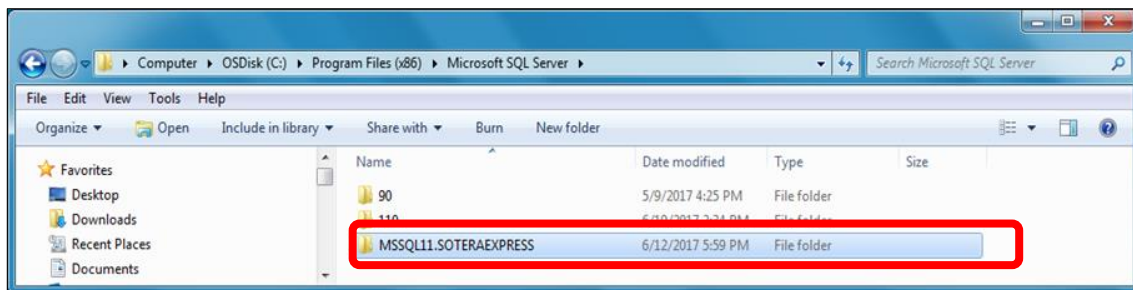 Computer ▸ OSDisk (C:) ▸ Program Files (x86) ▸ Microsoft SQL Server ▸ Search Microsoft SQL Server
File Edit View Tools Help
Organize ▾ Open Include in library ▾ Share with ▾ Burn New folder
Name Date modified Type Size
Favorites
Desktop 90 5/9/2017 4:25 PM File folder
Downloads 110 File folder
Recent Places MSSQL11.SOTERAEXPRESS 6/12/2017 5:59 PM File folder
Documents